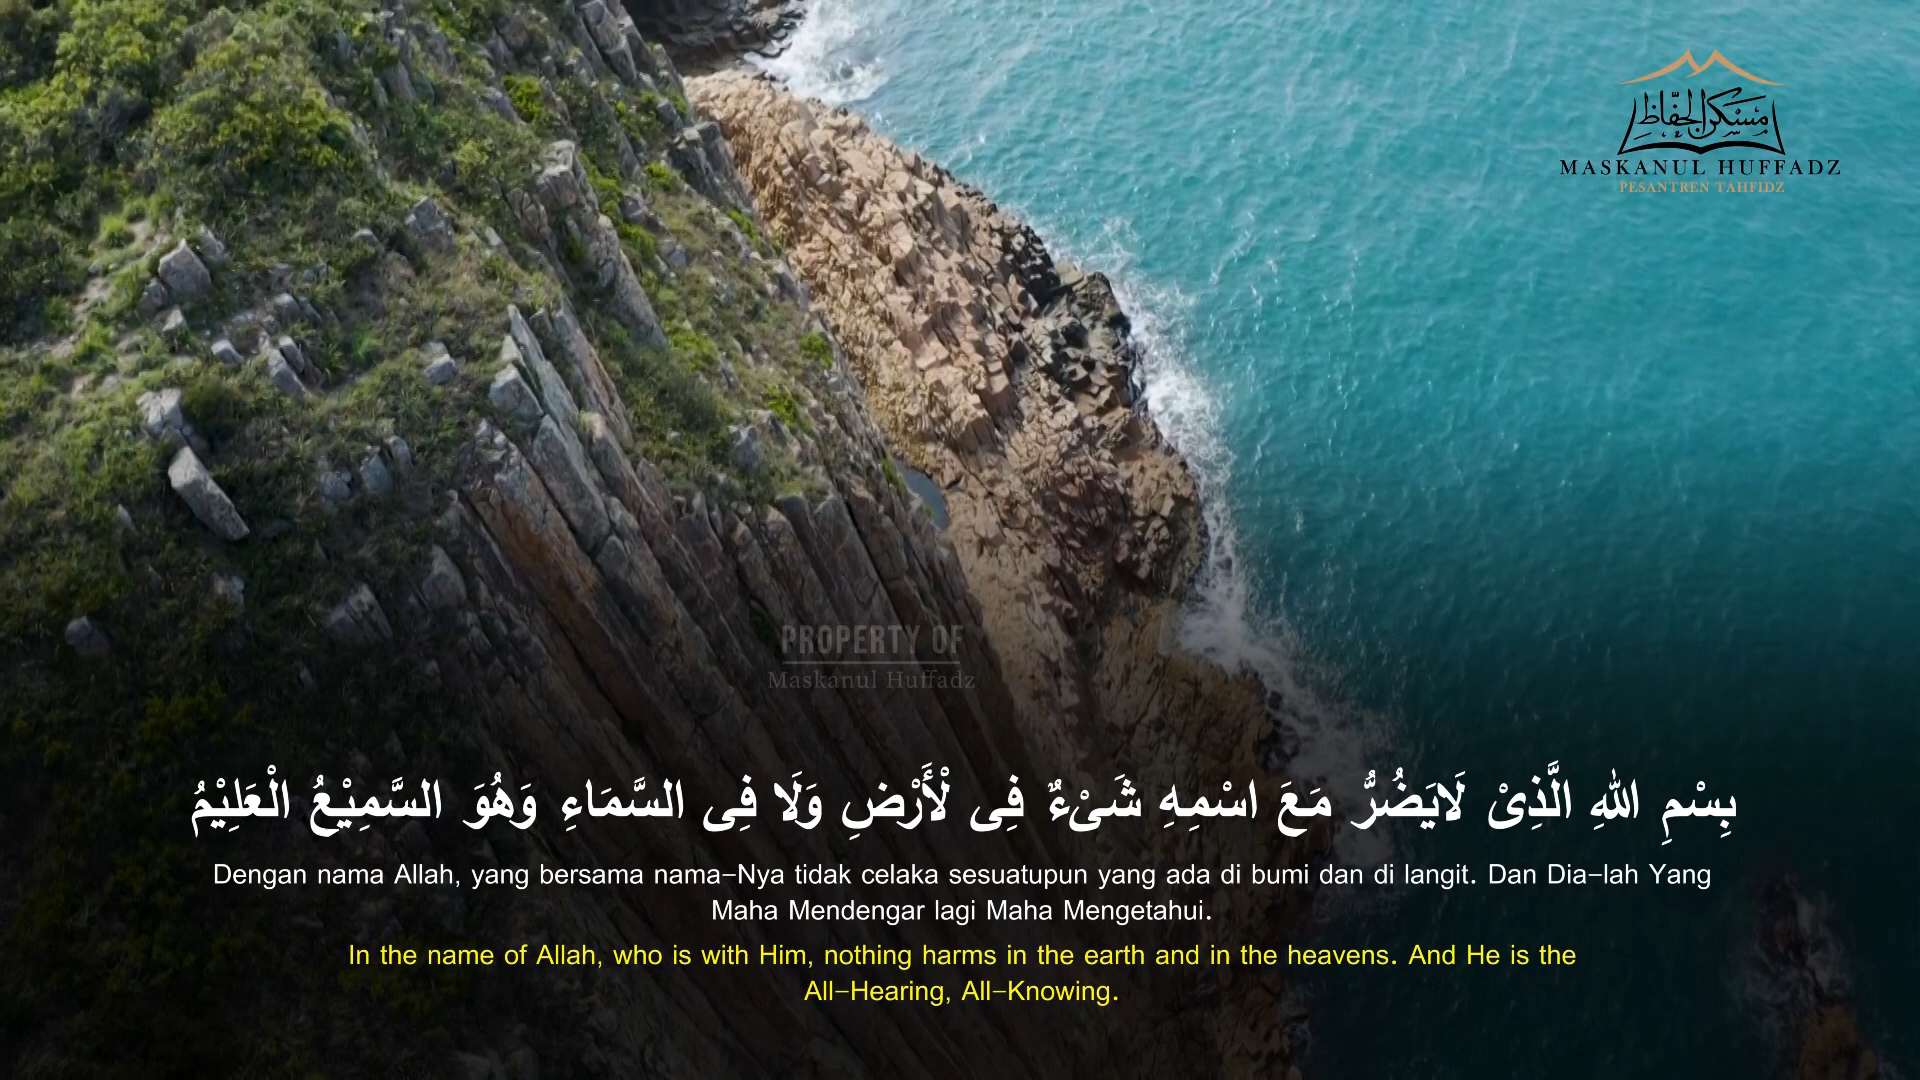 مسكن الحفاظ
MASKANUL HUFFADZ
PESANTREN TAHFIDZ
PROPERTY OF
Maskanul Huffadz
بِسْمِ اللهِ الَّذِىْ لَايَضُرُّ مَعَ اسْمِهِ شَىْءٌ فِى لْأَرْضِ وَلَا فِى السَّمَاءِ وَهُوَ السَّمِيْعُ الْعَلِيْمُ
Dengan nama Allah, yang bersama nama-Nya tidak celaka sesuatupun yang ada di bumi dan di langit. Dan Dia-lah Yang
Maha Mendengar lagi Maha Mengetahui.
In the name of Allah, who is with Him, nothing harms in the earth and in the heavens. And He is the
All-Hearing, All-Knowing.